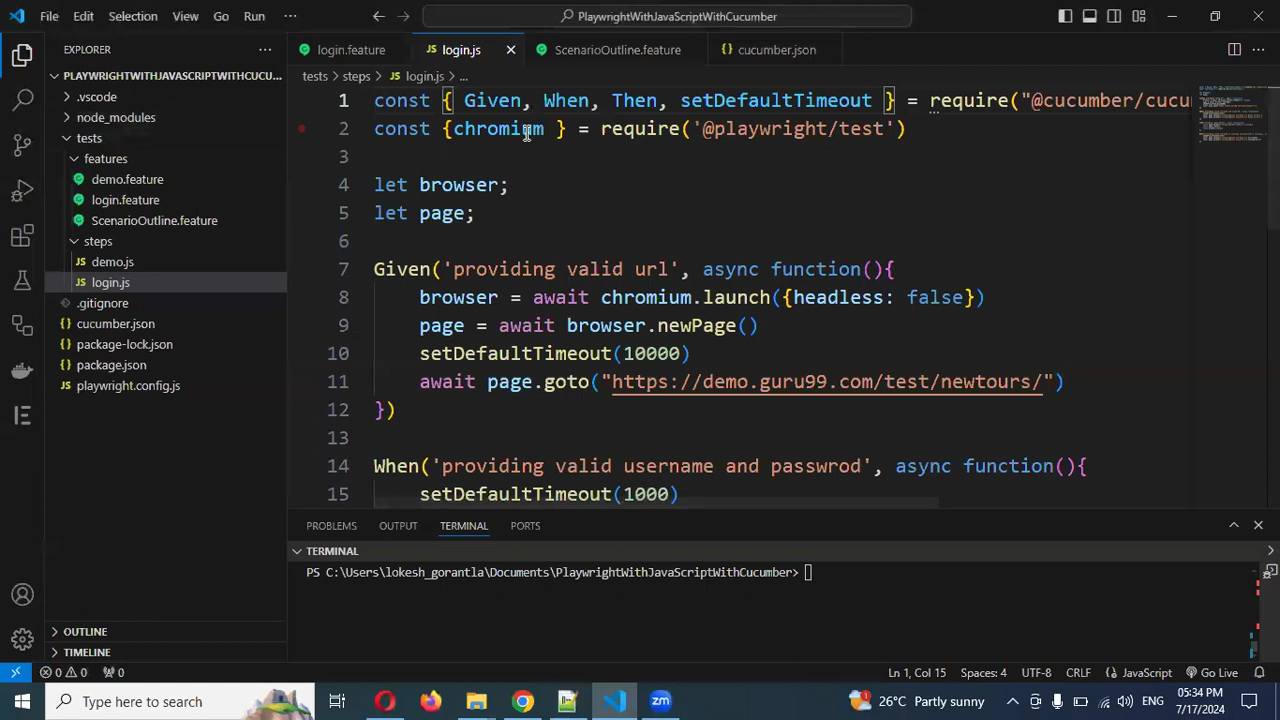 File Edit Selection View Go Run ···
PlaywrightWithJavaScriptWithCucumber
EXPLORER
login.feature login.js ScenarioOutline.feature cucumber.json
PLAYWRIGHTWITHJAVASCRIPTWITHCUCU...
.vscode
node_modules
tests
features
demo.feature
login.feature
ScenarioOutline.feature
steps
demo.js
login.js
.gitignore
cucumber.json
package-lock.json
package.json
playwright.config.js
OUTLINE
TIMELINE
tests > steps > login.js > ...
1 const { Given, When, Then, setDefaultTimeout } = require("@cucumber/cucu
2 const {chromium } = require('@playwright/test')
3
4 let browser;
5 let page;
6
7 Given('providing valid url', async function(){
8 browser = await chromium.launch({headless: false})
9 page = await browser.newPage()
10 setDefaultTimeout(10000)
11 await page.goto("https://demo.guru99.com/test/newtours/")
12 })
13
14 When('providing valid username and passwrod', async function(){
15 setDefaultTimeout(1000)
PROBLEMS OUTPUT TERMINAL PORTS
TERMINAL
PS C:\Users\lokesh_gorantla\Documents\PlaywrightWithJavaScriptWithCucumber>
0 0 0 Ln 1, Col 15 Spaces: 4 UTF-8 CRLF JavaScript Go Live
Type here to search
zm
26°C Partly sunny ENG
05:34 PM
7/17/2024